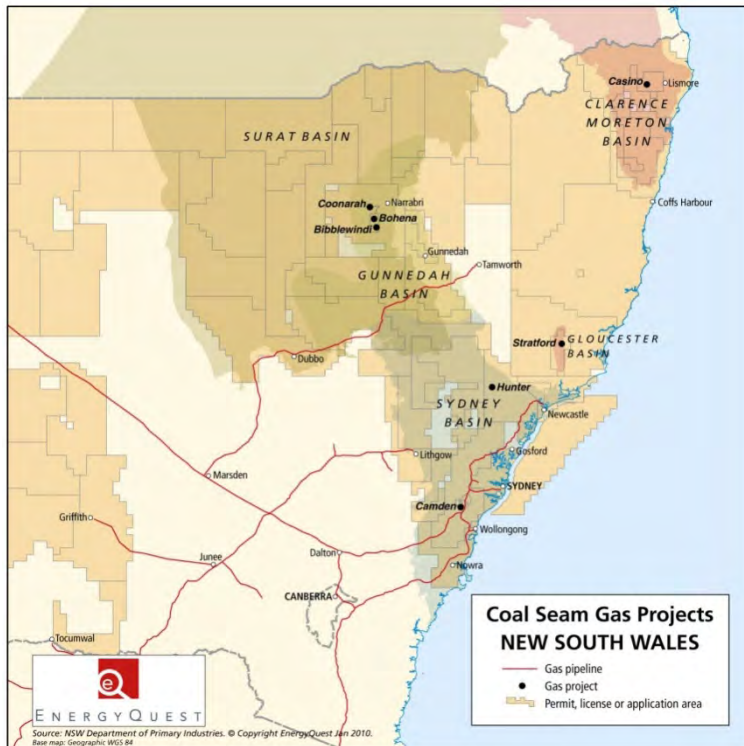 Casino
Lismore
CLARENCE
MORETON
BASIN
SURAT BASIN
Coonarah
Narrabri
Bohena
Bibblewindi
Coffs Harbour
Gunnedah
Tamworth
GUNNEDAH
BASIN
Stratford
GLOUCESTER
BASIN
Dubbo
Hunter
SYDNEY
BASIN
Newcastle
Lithgow
Gosford
Marsden
SYDNEY
Camden
Griffith
Wollongong
Junee
Dalton
Nowra
CANBERRA
Tocumwal
Coal Seam Gas Projects
NEW SOUTH WALES
Gas pipeline
Gas project
Permit, license or application area
e
ENERGYQUEST
Source: NSW Department of Primary Industries. © Copyright EnergyQuest Jan 2010.
Base map: Geographic WGS 84